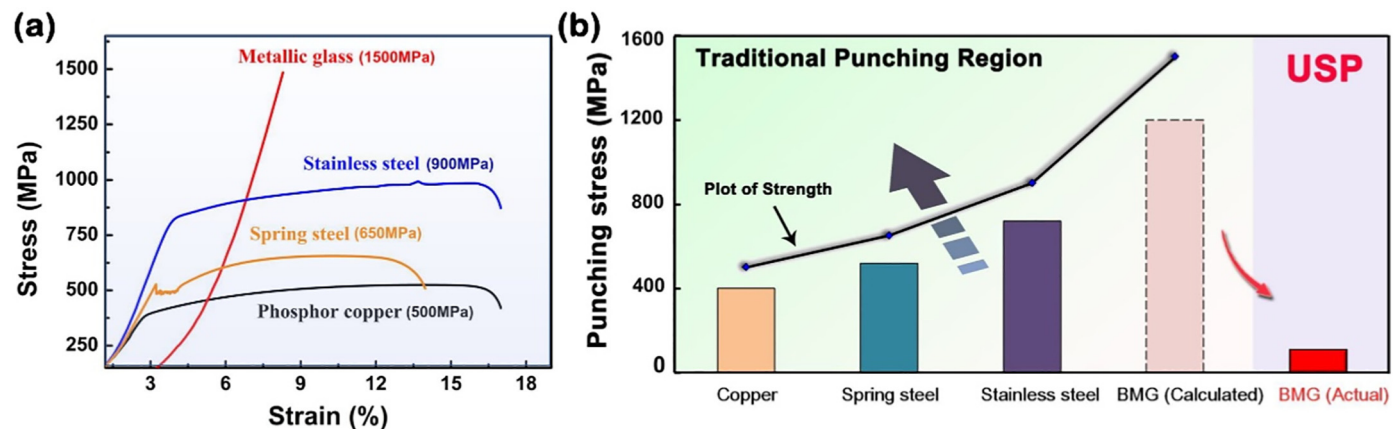 (a)
Metallic glass (1500MPa)
Stainless steel (900MPa)
Spring steel (650MPa)
Phosphor copper (500MPa)
Stress (MPa)
1500
1250
1000
750
500
250
3 6 9 12 15 18
Strain (%)
(b)
Traditional Punching Region
USP
Plot of Strength
Punching stress (MPa)
1600
1200
800
400
0
Copper Spring steel Stainless steel BMG (Calculated) BMG (Actual)